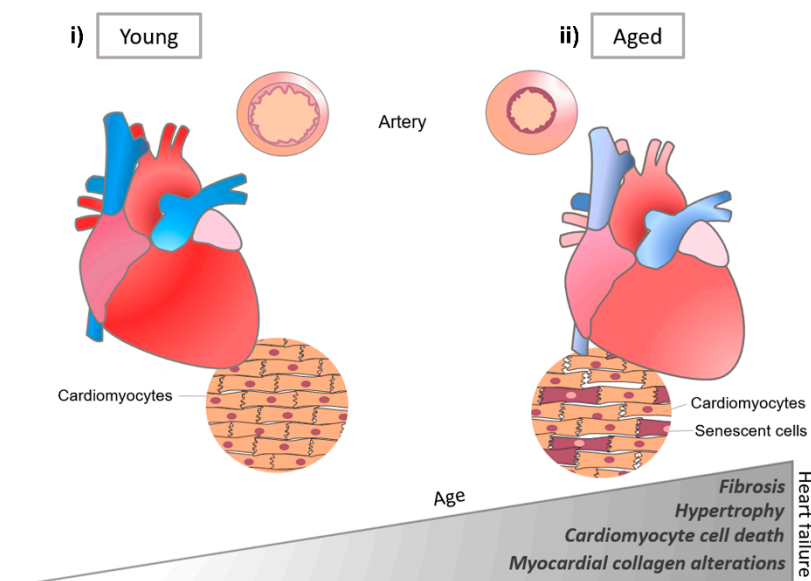 i) Young
ii) Aged
Artery
Cardiomyocytes
Cardiomyocytes
Senescent cells
Age
Fibrosis
Hypertrophy
Cardiomyocyte cell death
Myocardial collagen alterations
Heart failure